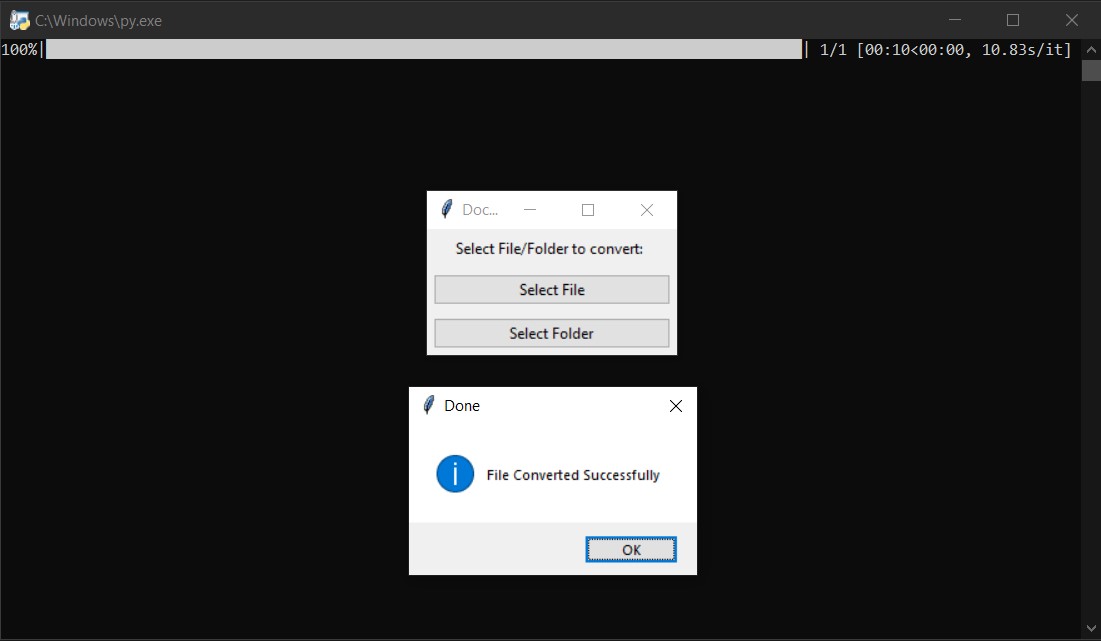 C:\Windows\py.exe
100%| | 1/1 [00:10<00:00, 10.83s/it]
Doc...
Select File/Folder to convert:
Select File
Select Folder
Done
File Converted Successfully
OK